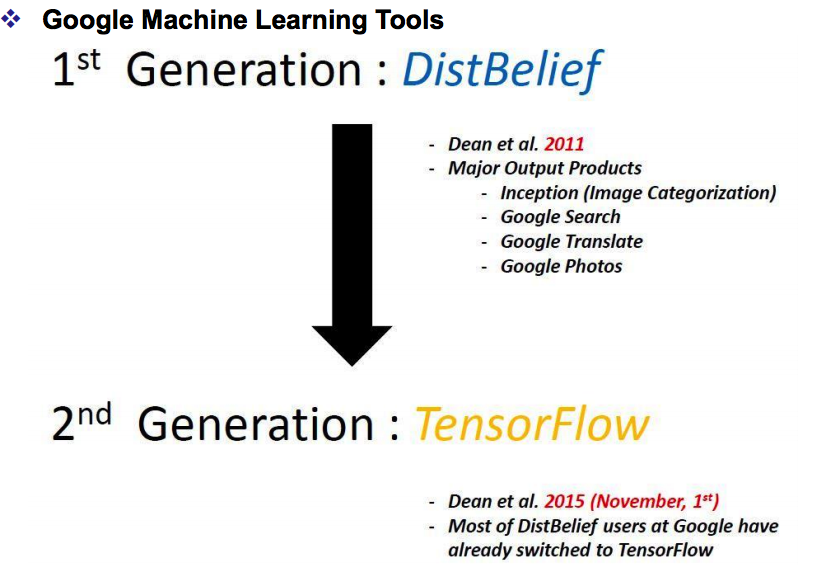 ❖ Google Machine Learning Tools
1st Generation : DistBelief
- Dean et al. 2011
- Major Output Products
- Inception (Image Categorization)
- Google Search
- Google Translate
- Google Photos
2nd Generation : TensorFlow
- Dean et al. 2015 (November, 1st)
- Most of DistBelief users at Google have
already switched to TensorFlow